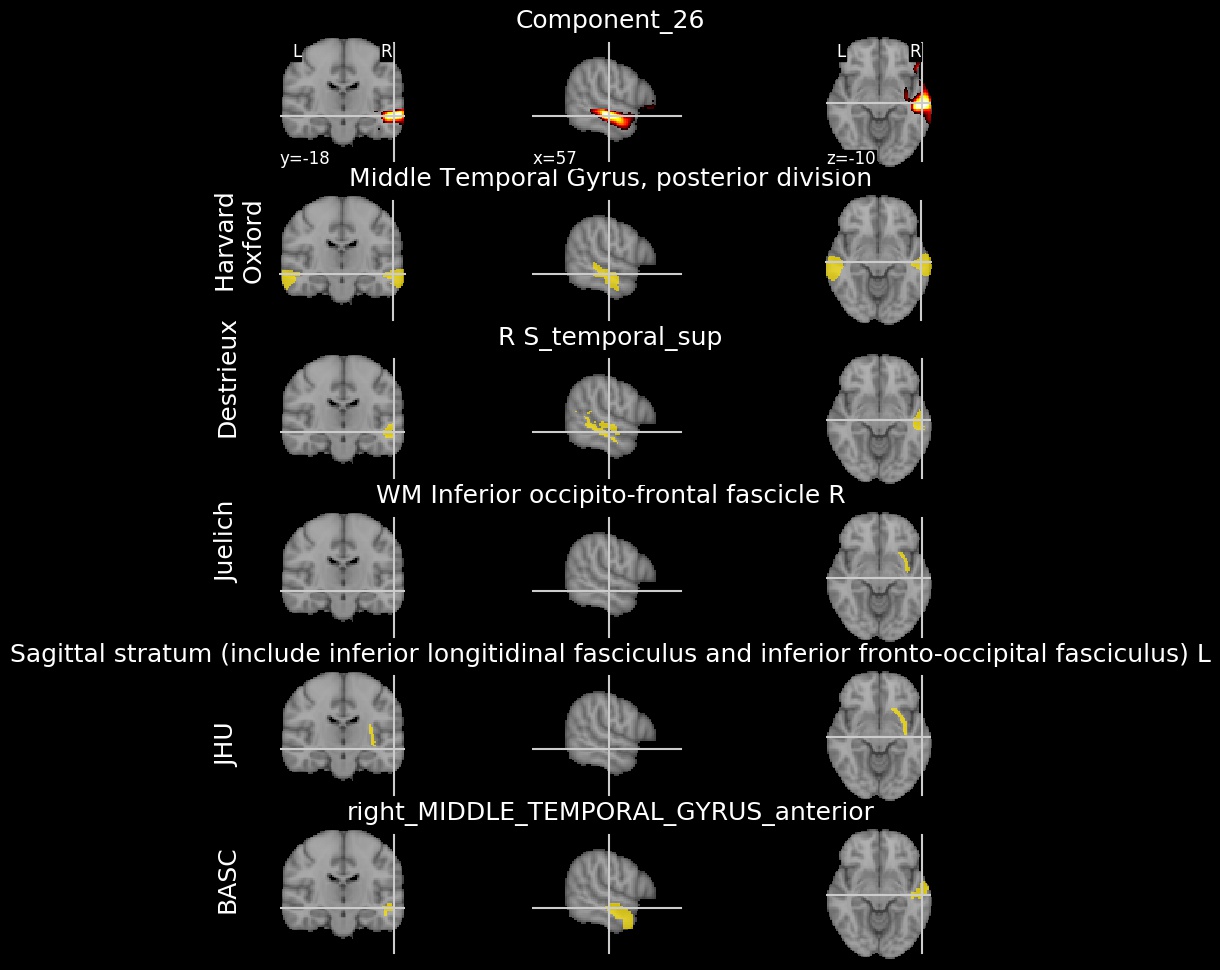 Component_26
L R L R
y=-18 x=57 z=-10
Middle Temporal Gyrus, posterior division
Harvard
Oxford
R S_temporal_sup
Destrieux
WM Inferior occipito-frontal fascicle R
Juelich
Sagittal stratum (include inferior longitidinal fasciculus and inferior fronto-occipital fasciculus) L
JHU
right_MIDDLE_TEMPORAL_GYRUS_anterior
BASC